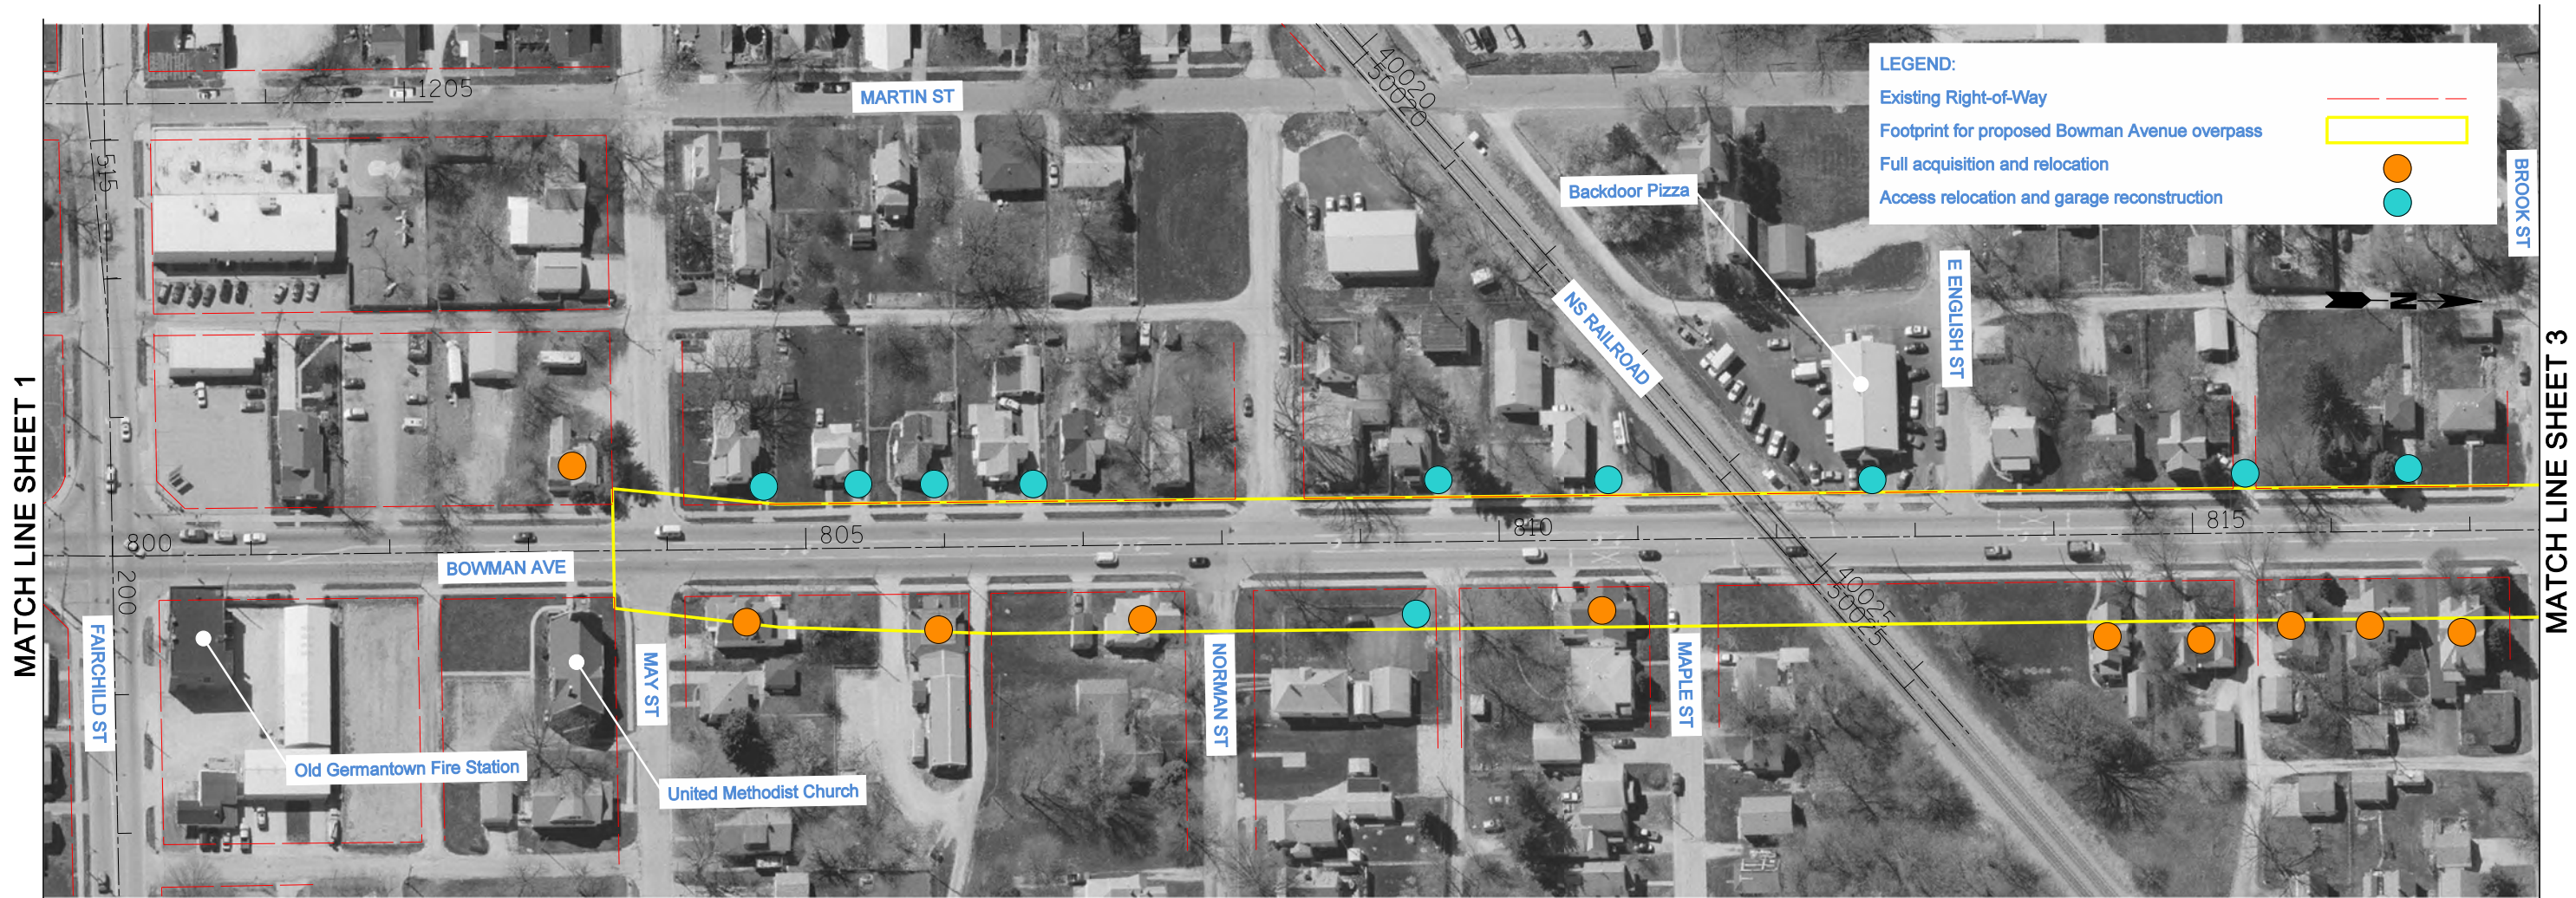 MATCH LINE SHEET 1
1205
MARTIN ST
40020
50020
LEGEND:
Existing Right-of-Way
Footprint for proposed Bowman Avenue overpass
Full acquisition and relocation
Access relocation and garage reconstruction
BROOK ST
515
Backdoor Pizza
NS RAILROAD
E ENGLISH ST
N
MATCH LINE SHEET 3
800
805
810
815
BOWMAN AVE
200
FAIRCHILD ST
MAY ST
NORMAN ST
MAPLE ST
40025
50025
Old Germantown Fire Station
United Methodist Church